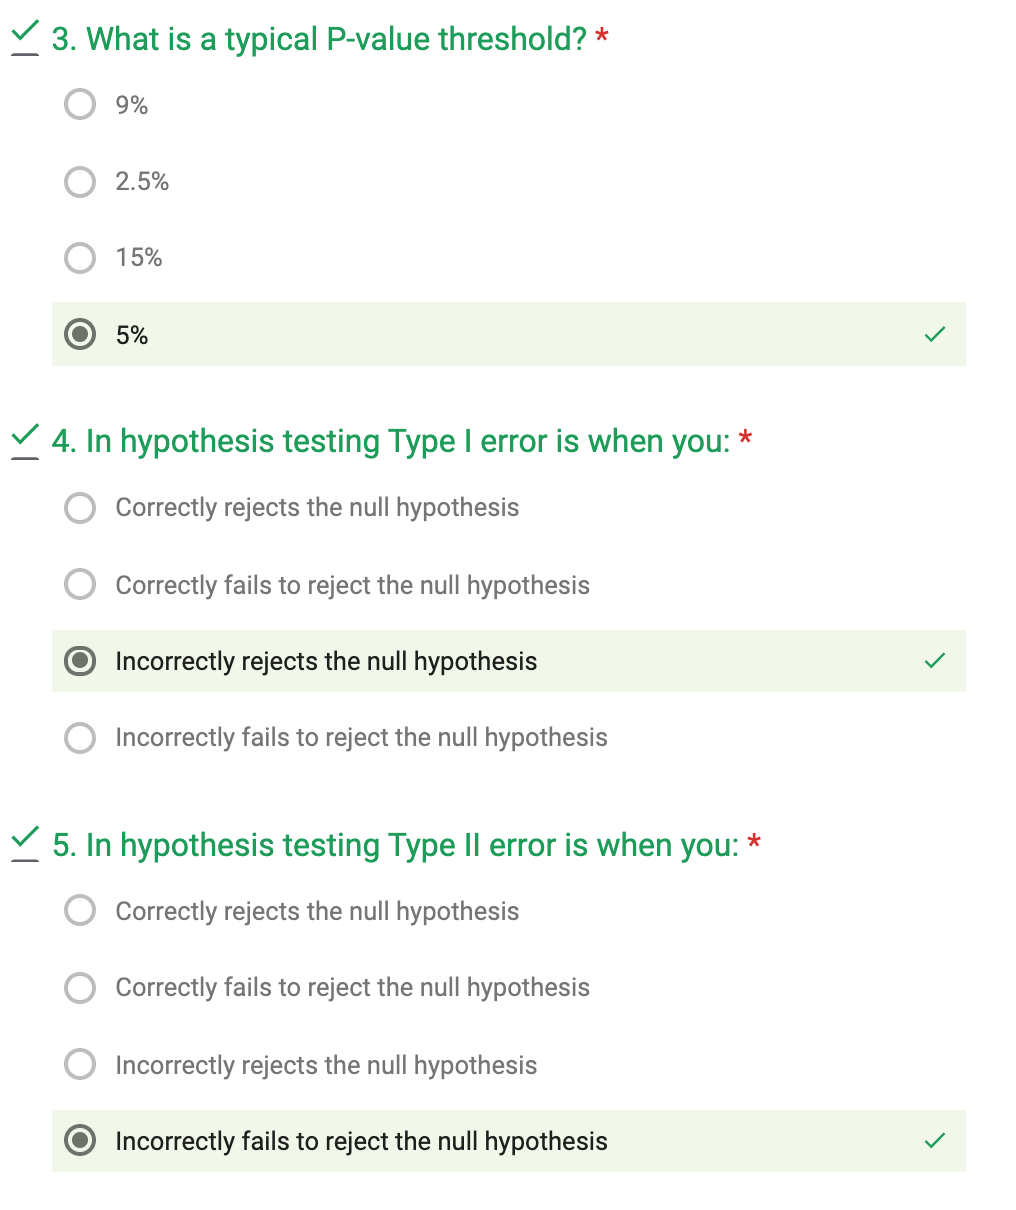 3. What is a typical P-value threshold? *
9%
2.5%
15%
5%
4. In hypothesis testing Type I error is when you: *
Correctly rejects the null hypothesis
Correctly fails to reject the null hypothesis
Incorrectly rejects the null hypothesis
Incorrectly fails to reject the null hypothesis
5. In hypothesis testing Type II error is when you: *
Correctly rejects the null hypothesis
Correctly fails to reject the null hypothesis
Incorrectly rejects the null hypothesis
Incorrectly fails to reject the null hypothesis